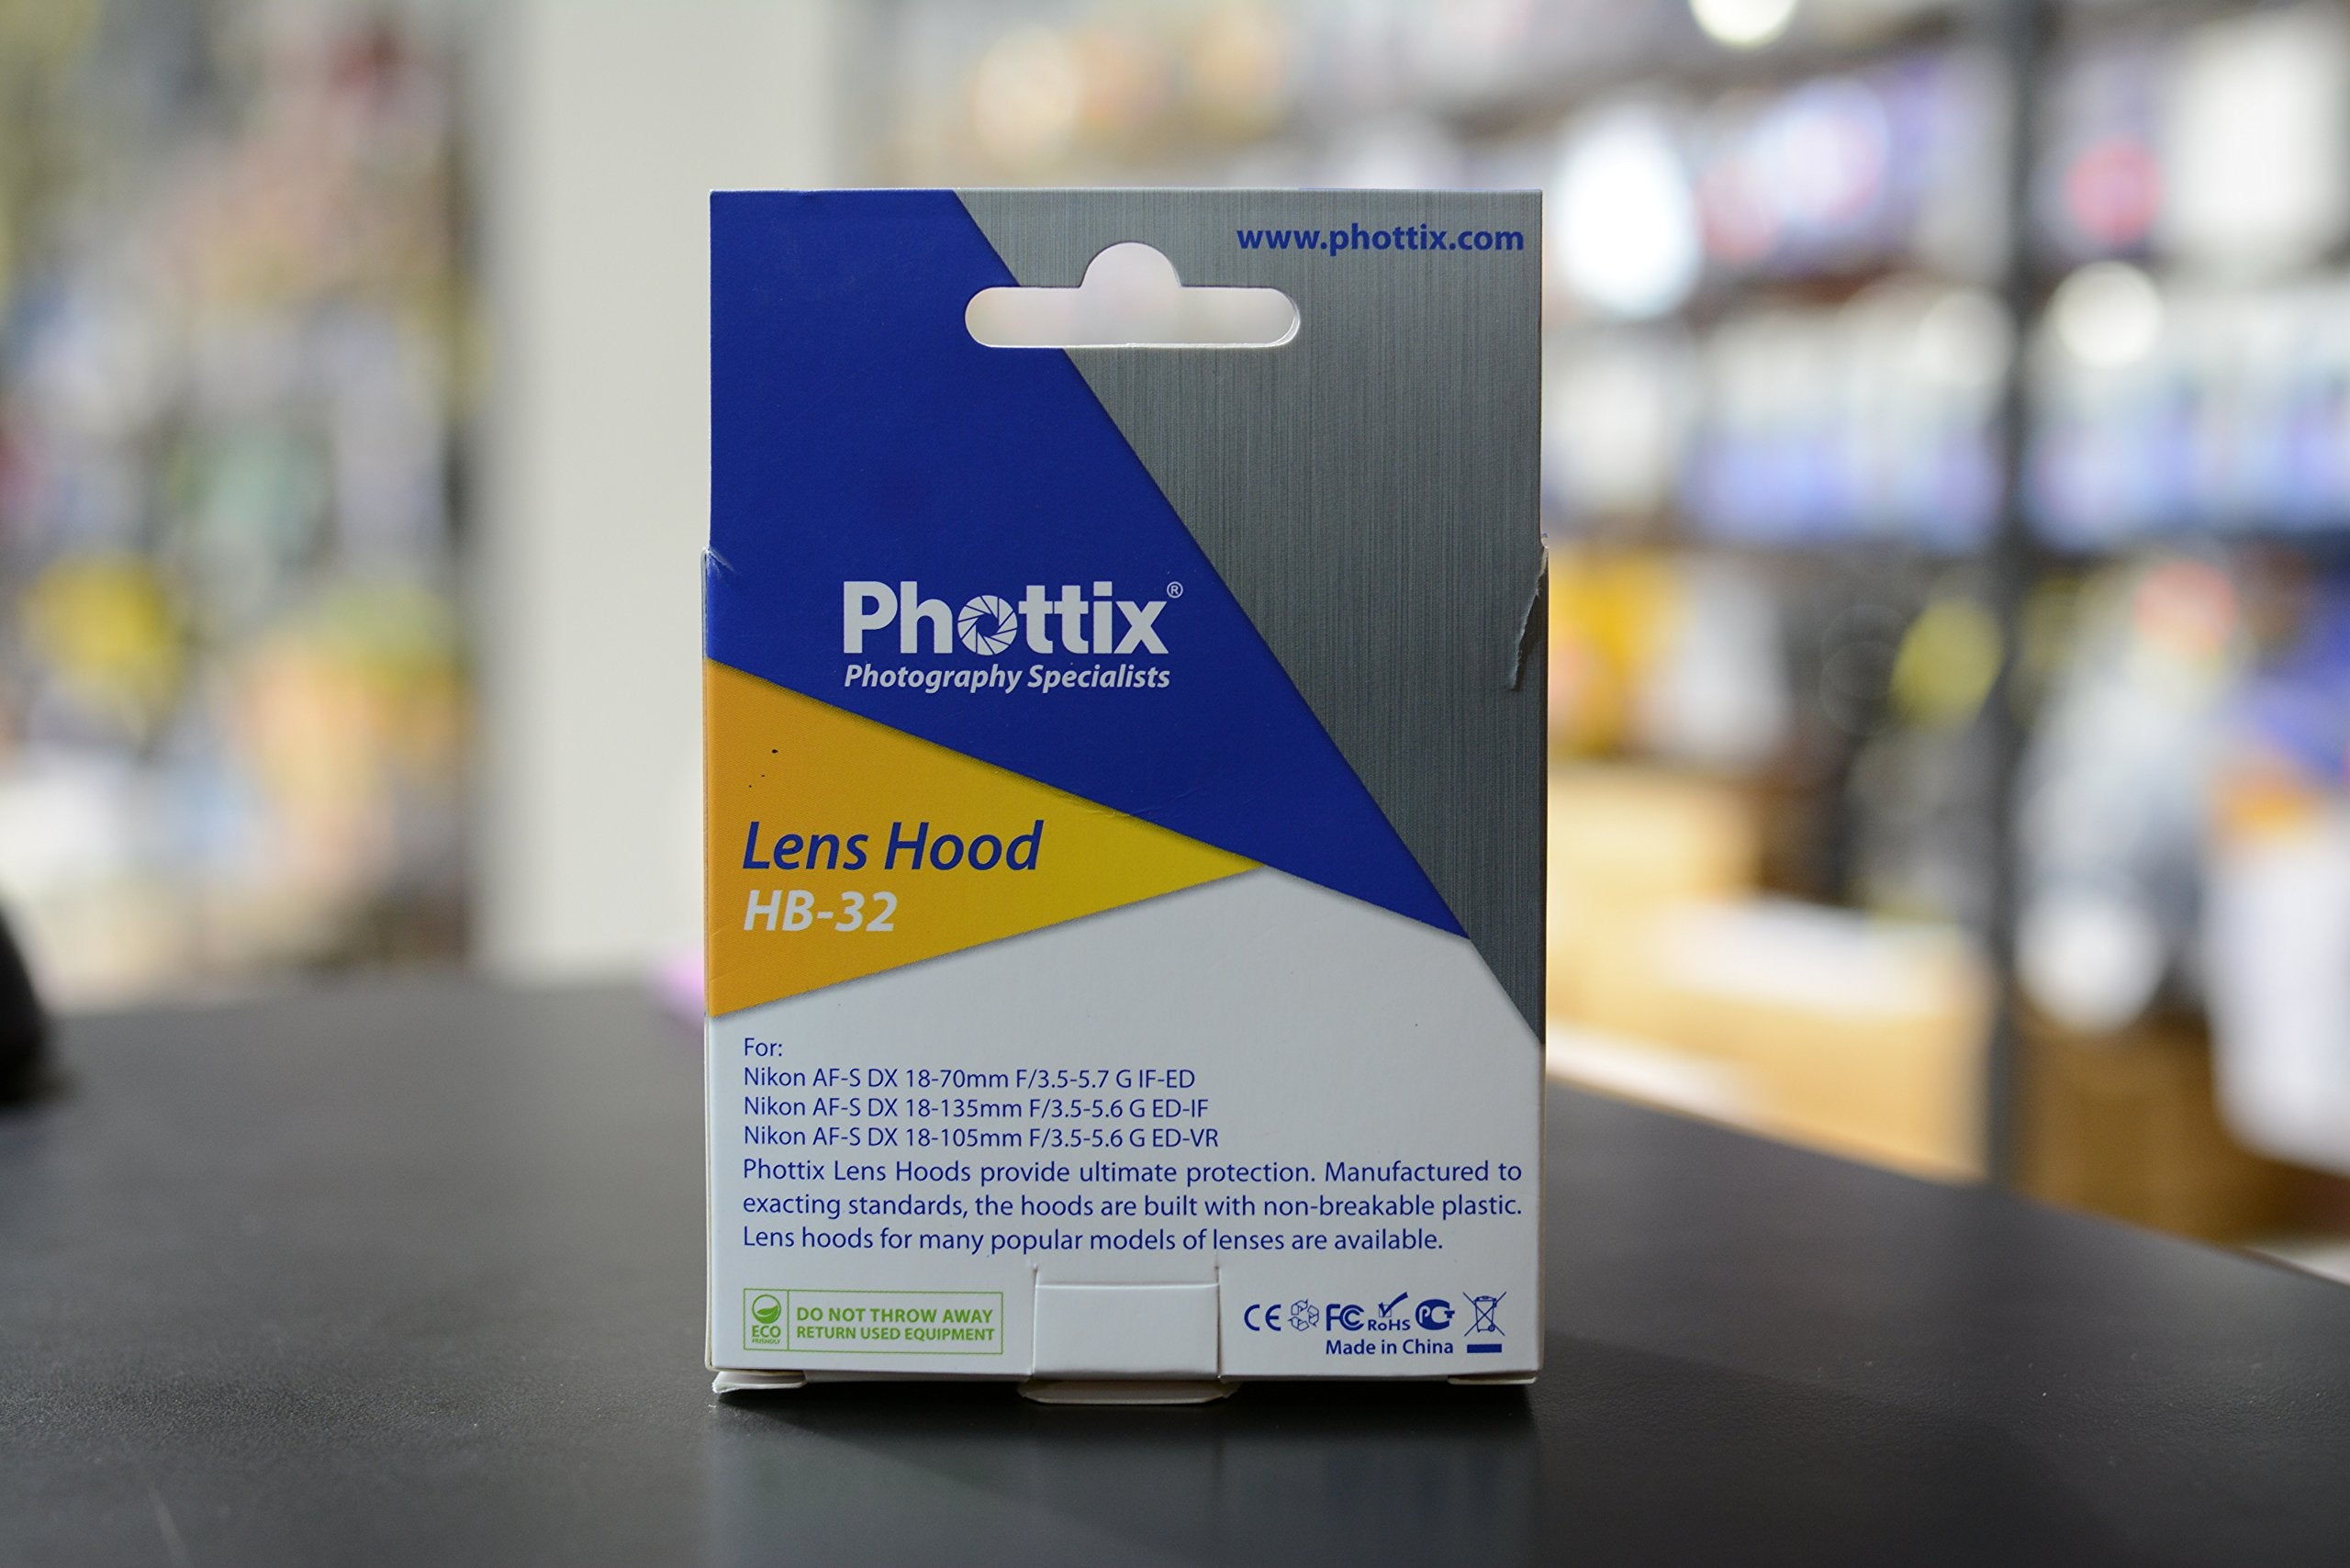 www.phottix.com
Phottix®
Photography Specialists
Lens Hood
HB-32
For:
Nikon AF-S DX 18-70mm F/3.5-5.7 G IF-ED
Nikon AF-S DX 18-135mm F/3.5-5.6 G ED-IF
Nikon AF-S DX 18-105mm F/3.5-5.6 G ED-VR
Phottix Lens Hoods provide ultimate protection. Manufactured to
exacting standards, the hoods are built with non-breakable plastic.
Lens hoods for many popular models of lenses are available.
ECO
FRIENDLY
DO NOT THROW AWAY
RETURN USED EQUIPMENT
CE FC RoHS PCT
Made in China